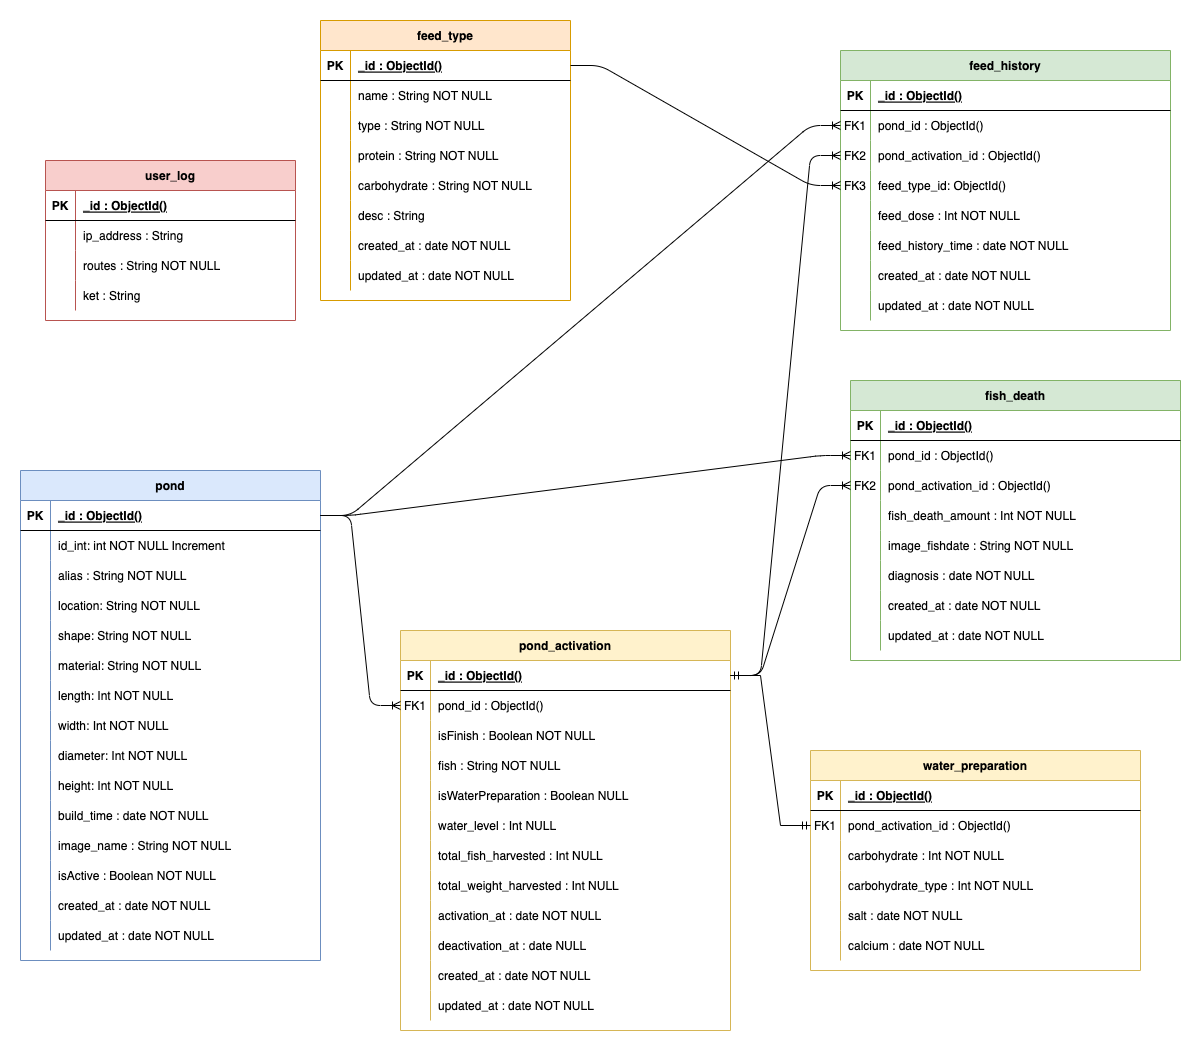 feed_type
PK _id : ObjectId()
name : String NOT NULL
type : String NOT NULL
protein : String NOT NULL
carbohydrate : String NOT NULL
desc : String
created_at : date NOT NULL
updated_at : date NOT NULL
feed_history
PK _id : ObjectId()
FK1 pond_id : ObjectId()
FK2 pond_activation_id : ObjectId()
FK3 feed_type_id: ObjectId()
feed_dose : Int NOT NULL
feed_history_time : date NOT NULL
created_at : date NOT NULL
updated_at : date NOT NULL
user_log
PK _id : ObjectId()
ip_address : String
routes : String NOT NULL
ket : String
fish_death
PK _id : ObjectId()
FK1 pond_id : ObjectId()
FK2 pond_activation_id : ObjectId()
fish_death_amount : Int NOT NULL
image_fishdate : String NOT NULL
diagnosis : date NOT NULL
created_at : date NOT NULL
updated_at : date NOT NULL
pond
PK _id : ObjectId()
id_int: int NOT NULL Increment
alias : String NOT NULL
location: String NOT NULL
shape: String NOT NULL
material: String NOT NULL
length: Int NOT NULL
width: Int NOT NULL
diameter: Int NOT NULL
height: Int NOT NULL
build_time : date NOT NULL
image_name : String NOT NULL
isActive : Boolean NOT NULL
created_at : date NOT NULL
updated_at : date NOT NULL
pond_activation
PK _id : ObjectId()
FK1 pond_id : ObjectId()
isFinish : Boolean NOT NULL
fish : String NOT NULL
isWaterPreparation : Boolean NULL
water_level : Int NULL
total_fish_harvested : Int NULL
total_weight_harvested : Int NULL
activation_at : date NOT NULL
deactivation_at : date NULL
created_at : date NOT NULL
updated_at : date NOT NULL
water_preparation
PK _id : ObjectId()
FK1 pond_activation_id : ObjectId()
carbohydrate : Int NOT NULL
carbohydrate_type : Int NOT NULL
salt : date NOT NULL
calcium : date NOT NULL